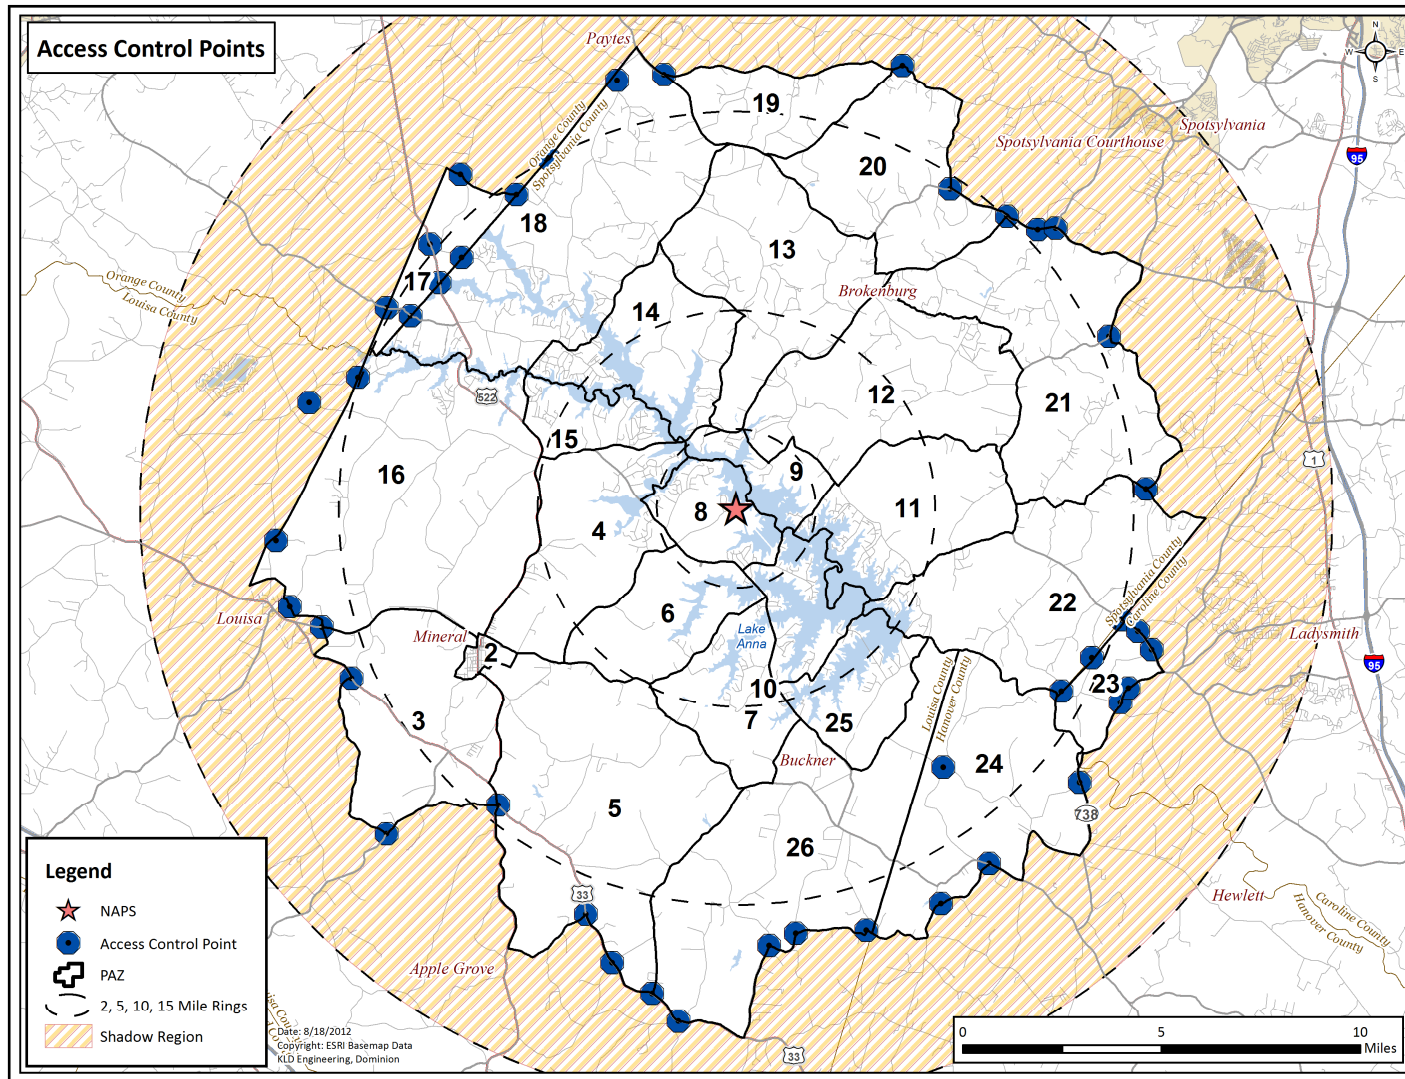 Access Control Points
Paytes
N
W
E
S
19
Orange County
Spotsylvania County
Spotsylvania
Spotsylvania Courthouse
95
20
18
13
17
Orange County
Louisa County
Brokenburg
14
522
12
21
15
16
9
8
11
4
Spotsylvania County
Caroline County
6
22
Louisa
Mineral
Lake
Anna
Ladysmith
1
95
2
23
10
3
7
25
Louisa County
Hanover County
Buckner
24
5
738
26
33
Hewlett
Caroline County
Hanover County
Apple Grove
33
Legend
NAPS
Access Control Point
PAZ
2, 5, 10, 15 Mile Rings
Shadow Region
Date: 8/18/2012
Copyright: ESRI Basemap Data
KLD Engineering, Dominion
0 5 10
Miles